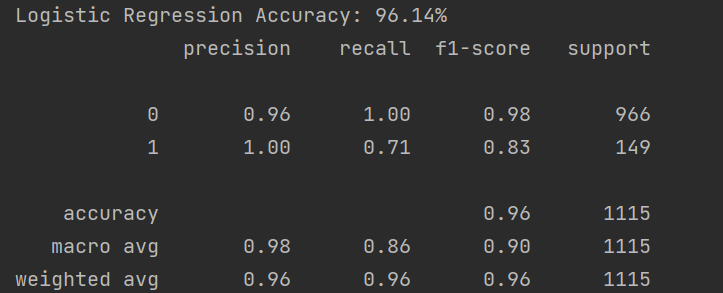 Logistic Regression Accuracy: 96.14%
precision recall f1-score support
0 0.96 1.00 0.98 966
1 1.00 0.71 0.83 149
accuracy 0.96 1115
macro avg 0.98 0.86 0.90 1115
weighted avg 0.96 0.96 0.96 1115